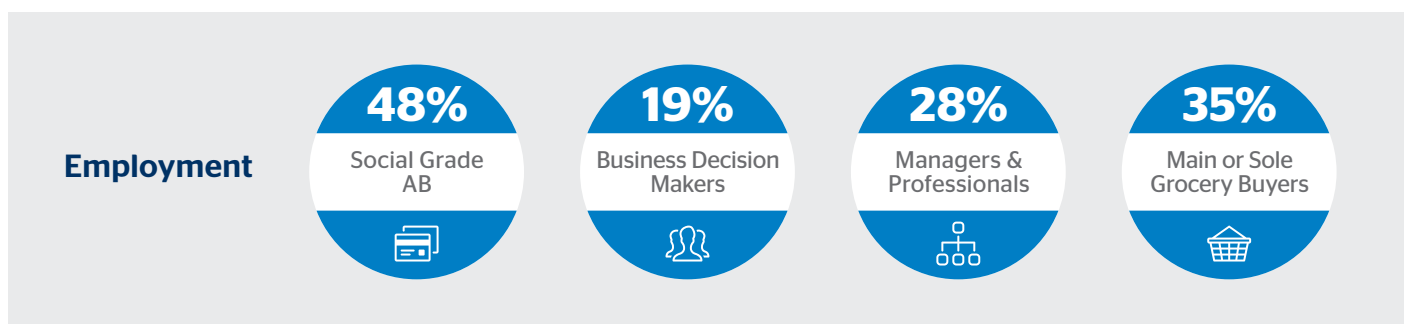 Employment
48%
Social Grade
AB
19%
Business Decision
Makers
28%
Managers &
Professionals
35%
Main or Sole
Grocery Buyers